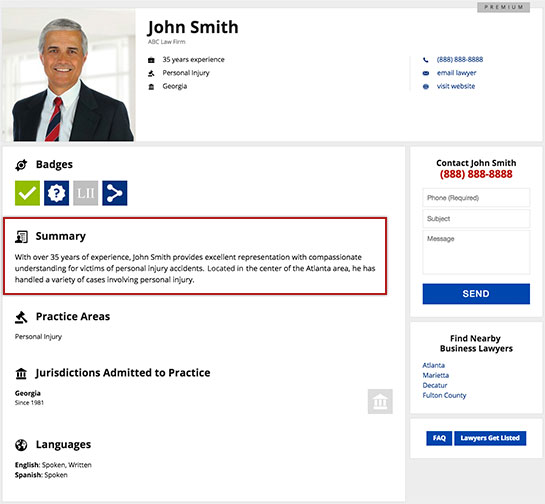 PREMIUM
John Smith
ABC Law Firm
35 years experience
Personal Injury
Georgia
(888) 888-8888
email lawyer
visit website
Badges
LII
Summary
With over 35 years of experience, John Smith provides excellent representation with compassionate
understanding for victims of personal injury accidents. Located in the center of the Atlanta area, he has
handled a variety of cases involving personal injury.
Practice Areas
Personal Injury
Jurisdictions Admitted to Practice
Georgia
Since 1981
Languages
English: Spoken, Written
Spanish: Spoken
Contact John Smith
(888) 888-8888
Phone (Required)
Subject
Message
SEND
Find Nearby
Business Lawyers
Atlanta
Marietta
Decatur
Fulton County
FAQ
Lawyers Get Listed